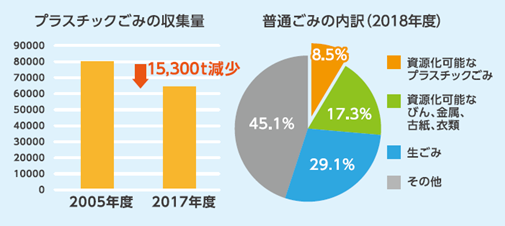 プラスチックごみの収集量
90000
80000
70000
60000
50000
40000
30000
20000
10000
0
15,300t減少
2005年度
2017年度
普通ごみの内訳(2018年度)
8.5%
17.3%
29.1%
45.1%
資源化可能な
プラスチックごみ
資源化可能な
びん、金属、
古紙、衣類
生ごみ
その他